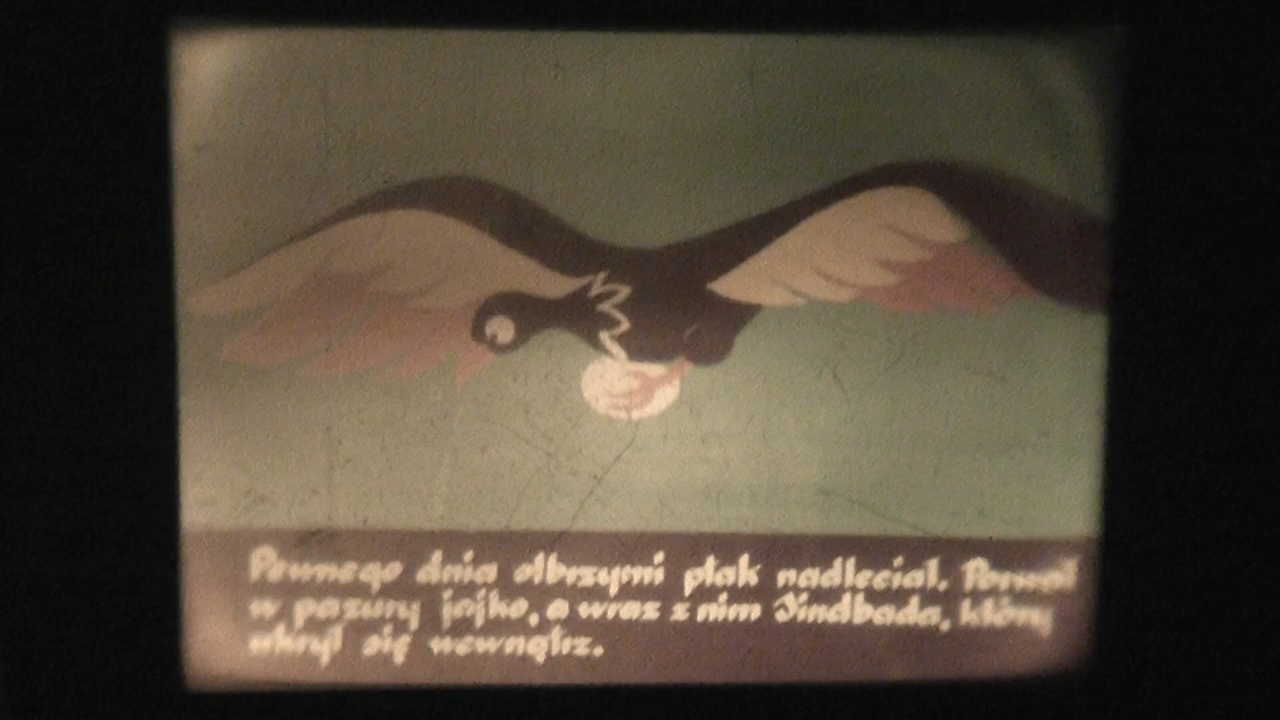 Pewnego dnia olbrzymi ptak nadleciał. Porwał
w pazury jajko, a wraz z nim Sindbada, który
ukrył się wewnątrz.